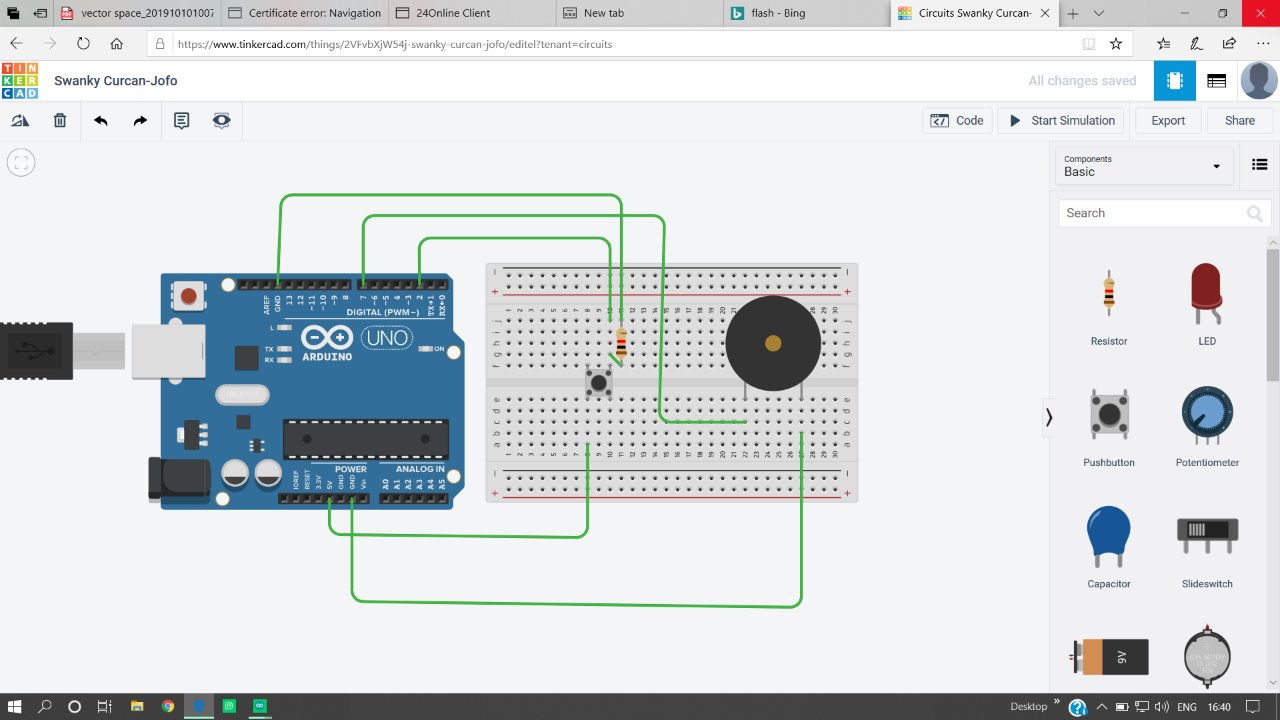 vector space_201910101007
Certificate error: Navigation
24Online Client
New tab
flash - Bing
Circuits Swanky Curcan-
https://www.tinkercad.com/things/2VFvbXjW54j-swanky-curcan-jofo/editel?tenant=circuits
TIN
KER
CAD
Swanky Curcan-Jofo
All changes saved
Code
Start Simulation
Export
Share
Components
Basic
Search
AREF
GND
13
12
~11
~10
~9
8
7
~6
~5
4
~3
2
TX→1
RX←0
DIGITAL (PWM~)
L
TX
RX
ARDUINO
UNO
ON
POWER
ANALOG IN
IOREF
RESET
3.3V
5V
GND
GND
Vin
A0
A1
A2
A3
A4
A5
Resistor
LED
Pushbutton
Potentiometer
Capacitor
Slideswitch
9V
Desktop
ENG
16:40